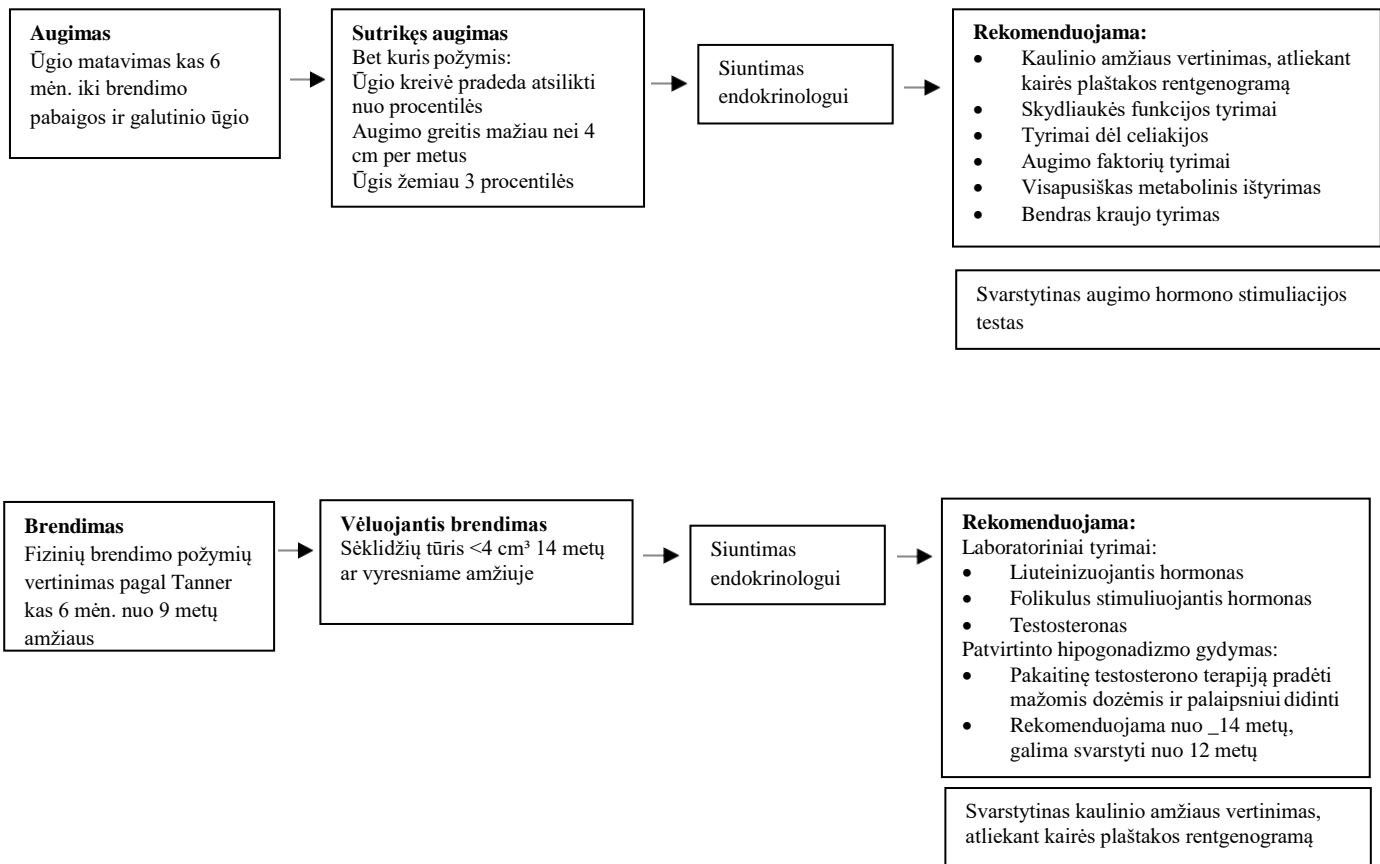 Augimas
Ūgio matavimas kas 6
mėn. iki brendimo
pabaigos ir galutinio ūgio
Sutrikęs augimas
Bet kuris požymis:
Ūgio kreivė pradeda atsilikti
nuo procentilės
Augimo greitis mažiau nei 4
cm per metus
Ūgis žemiau 3 procentilės
Siuntimas
endokrinologui
Rekomenduojama:
• Kaulinio amžiaus vertinimas, atliekant
kairės plaštakos rentgenogramą
• Skydliaukės funkcijos tyrimai
• Tyrimai dėl celiakijos
• Augimo faktorių tyrimai
• Visapusiškas metabolinis ištyrimas
• Bendras kraujo tyrimas
Svarstytinas augimo hormono stimuliacijos
testas
Brendimas
Fizinių brendimo požymių
vertinimas pagal Tanner
kas 6 mėn. nuo 9 metų
amžiaus
Vėluojantis brendimas
Sėklidžių tūris <4 cm³ 14 metų
ar vyresniame amžiuje
Siuntimas
endokrinologui
Rekomenduojama:
Laboratoriniai tyrimai:
• Liuteinizuojantis hormonas
• Folikulus stimuliuojantis hormonas
• Testosteronas
Patvirtinto hipogonadizmo gydymas:
• Pakaitinę testosterono terapiją pradėti
mažomis dozėmis ir palaipsniui didinti
• Rekomenduojama nuo _14 metų,
galima svarstyti nuo 12 metų
Svarstytinas kaulinio amžiaus vertinimas,
atliekant kairės plaštakos rentgenogramą